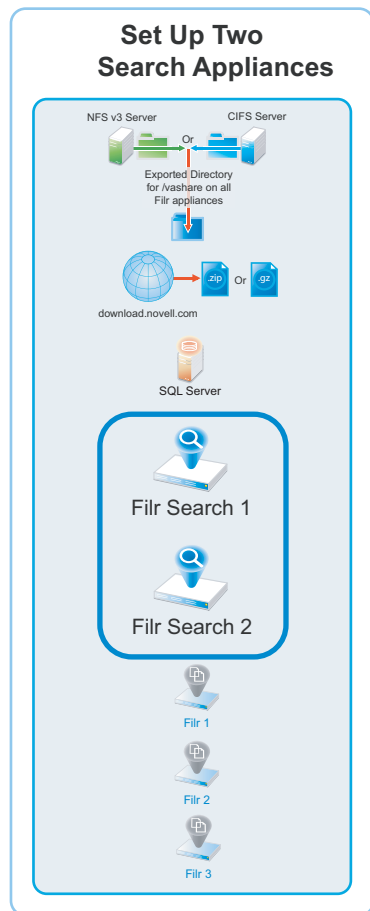 Set Up Two
Search Appliances
NFS v3 Server
CIFS Server
Or
Exported Directory
for /vashare on all
Filr appliances
.zip
Or
.gz
download.novell.com
SQL Server
Filr Search 1
Filr Search 2
Filr 1
Filr 2
Filr 3